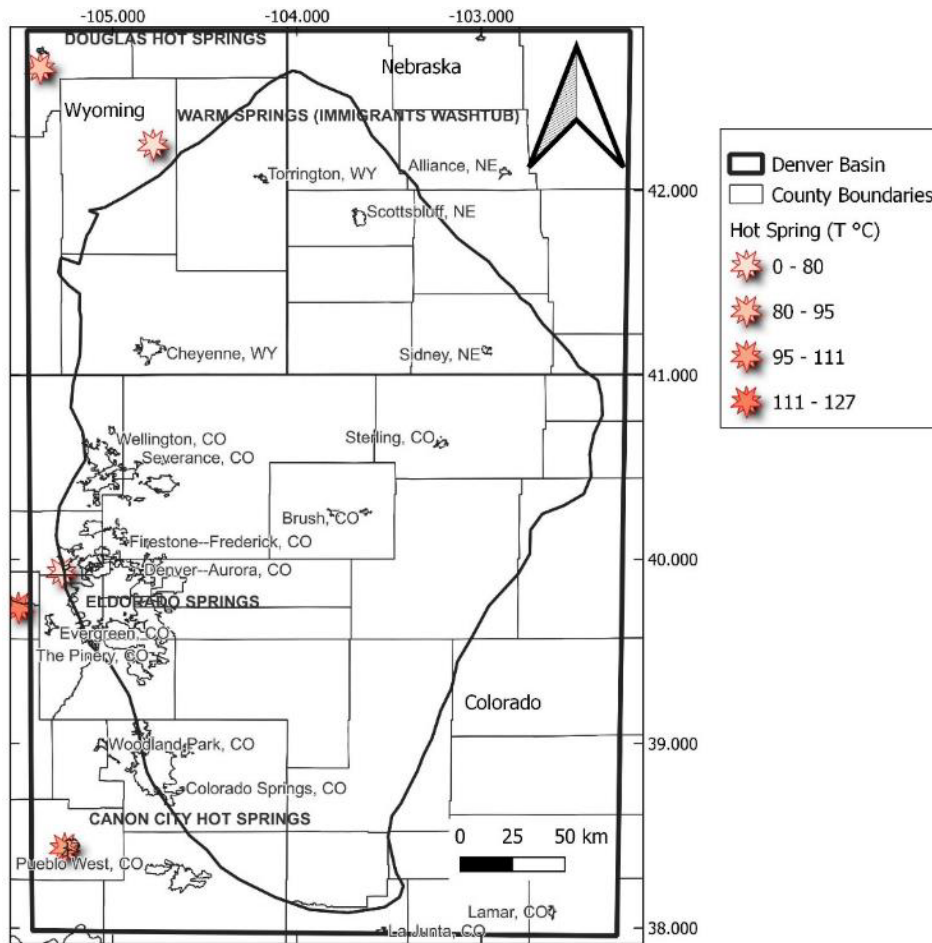 -105.000 -104.000 -103.000
DOUGLAS HOT SPRINGS
Nebraska
Wyoming
WARM SPRINGS (IMMIGRANTS WASHTUB)
Torrington, WY
Alliance, NE
42.000
Scottsbluff, NE
Cheyenne, WY
Sidney, NE
41.000
Wellington, CO
Sterling, CO
Severance, CO
Brush, CO
Firestone--Frederick, CO
40.000
Denver--Aurora, CO
ELDORADO SPRINGS
Evergreen, CO
The Pinery, CO
Colorado
Woodland Park, CO
39.000
Colorado Springs, CO
CANON CITY HOT SPRINGS
0 25 50 km
Pueblo West, CO
Lamar, CO
La Junta, CO
38.000
Denver Basin
County Boundaries
Hot Spring (T °C)
0 - 80
80 - 95
95 - 111
111 - 127